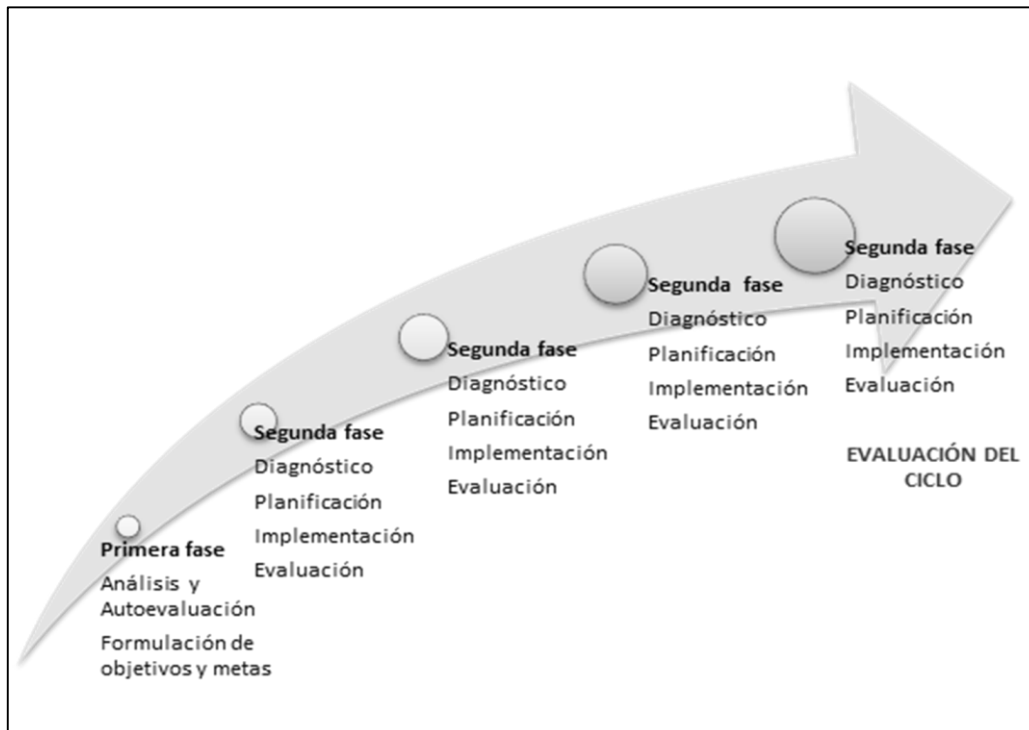 Primera fase
Análisis y
Autoevaluación
Formulación de
objetivos y metas
Segunda fase
Diagnóstico
Planificación
Implementación
Evaluación
Segunda fase
Diagnóstico
Planificación
Implementación
Evaluación
Segunda fase
Diagnóstico
Planificación
Implementación
Evaluación
Segunda fase
Diagnóstico
Planificación
Implementación
Evaluación
EVALUACIÓN DEL
CICLO